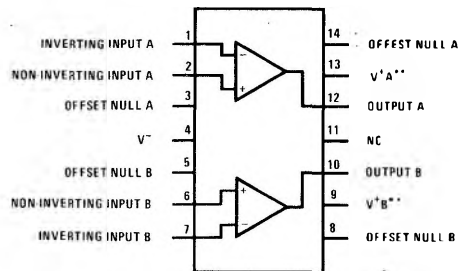 INVERTING INPUT A 1
NON-INVERTING INPUT A 2
OFFSET NULL A 3
V⁻ 4
OFFSET NULL B 5
NON-INVERTING INPUT B 6
INVERTING INPUT B 7
14 OFFEST NULL A
13 V⁺A**
12 OUTPUT A
11 NC
10 OUTPUT B
9 V⁺B**
8 OFFSET NULL B
−
+
+
−